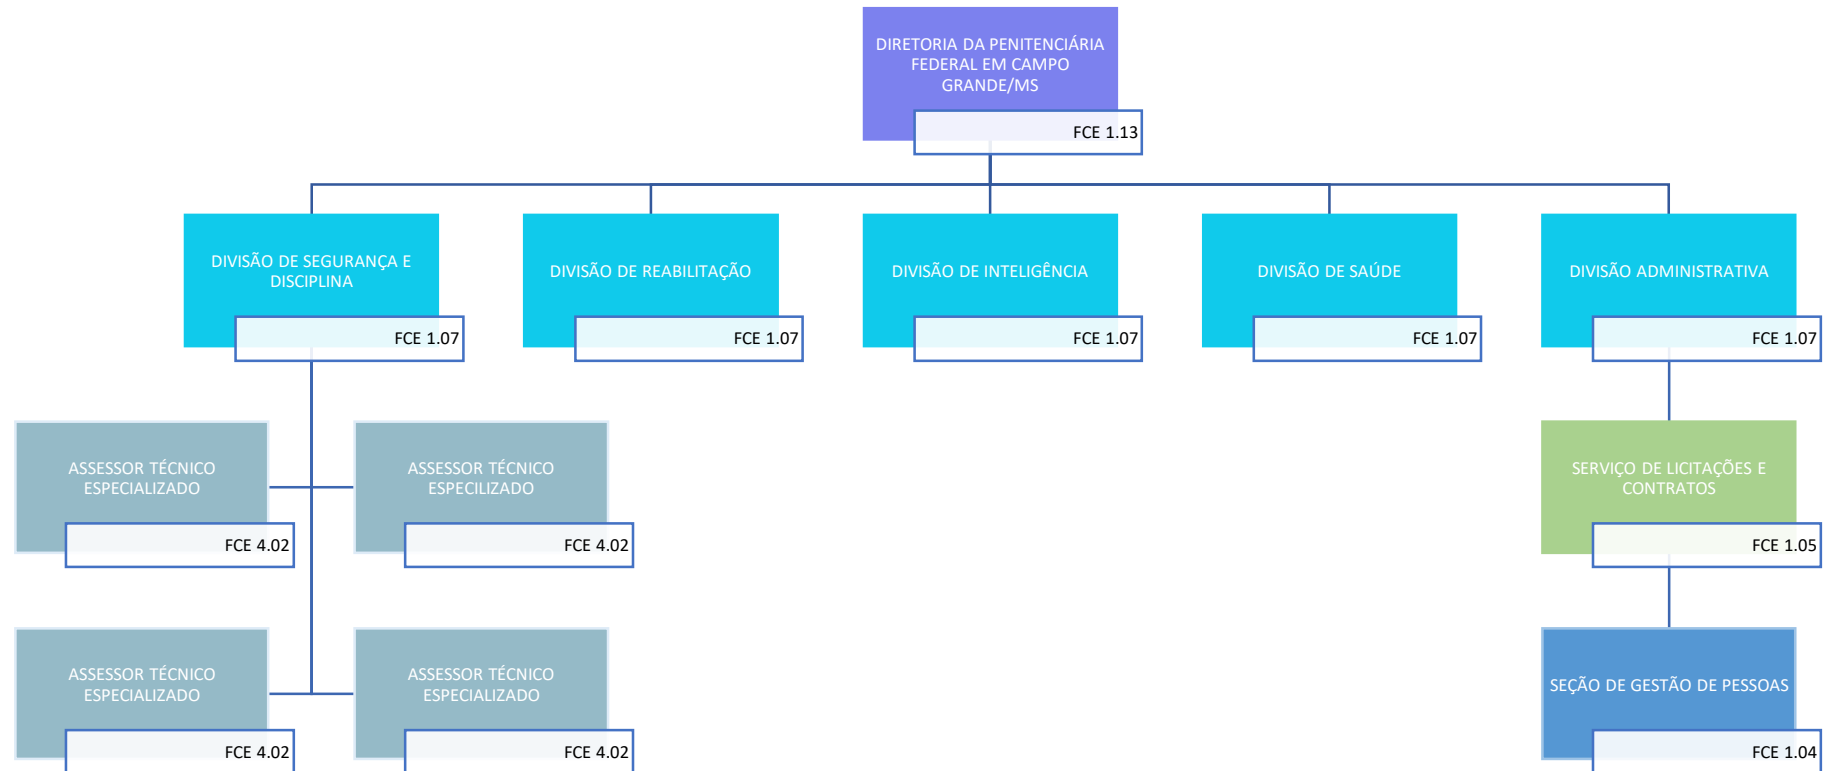 DIRETORIA DA PENITENCIÁRIA
FEDERAL EM CAMPO
GRANDE/MS
FCE 1.13
DIVISÃO DE SEGURANÇA E
DISCIPLINA
FCE 1.07
DIVISÃO DE REABILITAÇÃO
FCE 1.07
DIVISÃO DE INTELIGÊNCIA
FCE 1.07
DIVISÃO DE SAÚDE
FCE 1.07
DIVISÃO ADMINISTRATIVA
FCE 1.07
ASSESSOR TÉCNICO
ESPECIALIZADO
FCE 4.02
ASSESSOR TÉCNICO
ESPECILIZADO
FCE 4.02
SERVIÇO DE LICITAÇÕES E
CONTRATOS
FCE 1.05
ASSESSOR TÉCNICO
ESPECIALIZADO
FCE 4.02
ASSESSOR TÉCNICO
ESPECIALIZADO
FCE 4.02
SEÇÃO DE GESTÃO DE PESSOAS
FCE 1.04